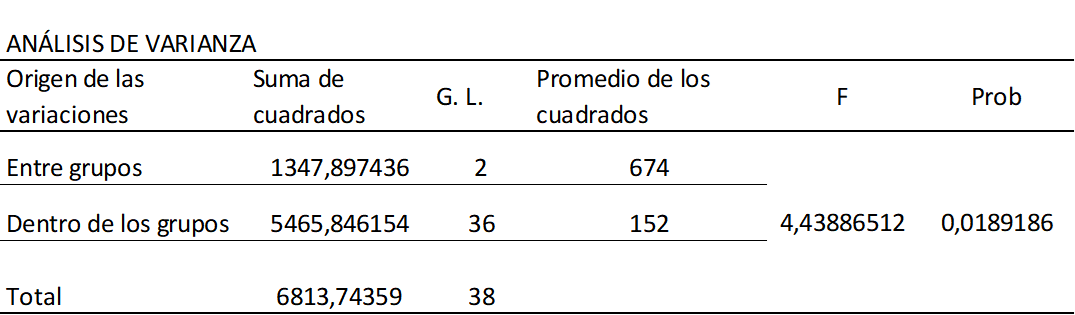 ANÁLISIS DE VARIANZA
Origen de las variaciones Suma de cuadrados G. L. Promedio de los cuadrados F Prob
Entre grupos 1347,897436 2 674
Dentro de los grupos 5465,846154 36 152 4,43886512 0,0189186
Total 6813,74359 38